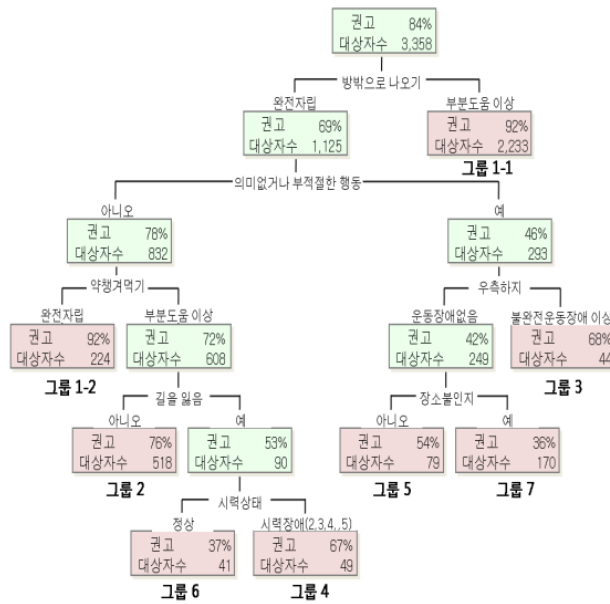 권고 84%
대상자수 3,358
방밖으로 나오기
완전자립 부분도움 이상
권고 69% 권고 92%
대상자수 1,125 대상자수 2,233
그룹 1-1
의미없거나 부적절한 행동
아니오 예
권고 78% 권고 46%
대상자수 832 대상자수 293
약챙겨먹기 우측하지
완전자립 부분도움 이상 운동장애없음 불완전운동장애 이상
권고 92% 권고 72% 권고 42% 권고 68%
대상자수 224 대상자수 608 대상자수 249 대상자수 44
그룹 1-2 그룹 3
길을 잃음 장소불인지
아니오 예 아니오 예
권고 76% 권고 53% 권고 54% 권고 36%
대상자수 518 대상자수 90 대상자수 79 대상자수 170
그룹 2 그룹 5 그룹 7
시력상태
정상 시력장애(2,3,4,,5)
권고 37% 권고 67%
대상자수 41 대상자수 49
그룹 6 그룹 4